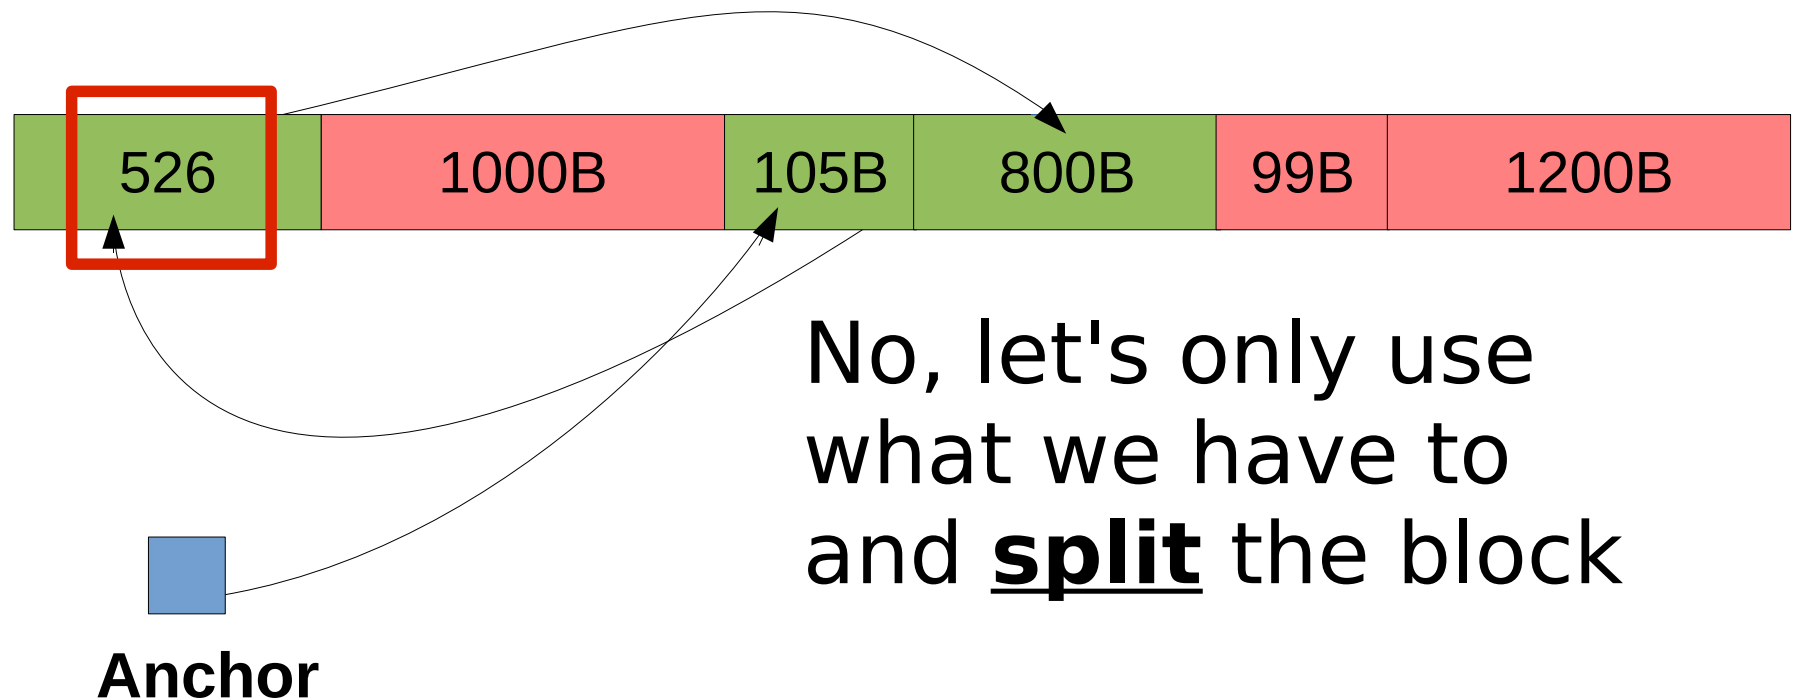 526 1000B 105B 800B 99B 1200B
No, let's only use
what we have to
and split the block
Anchor